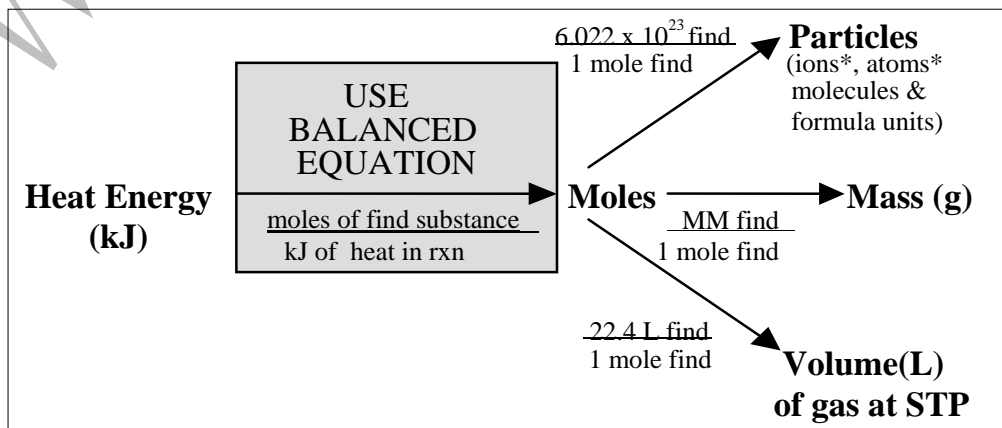 6.022 x 10²³ find
1 mole find
Particles
(ions*, atoms*
molecules &
formula units)
USE
BALANCED
EQUATION
Heat Energy
(kJ)
moles of find substance
kJ of heat in rxn
Moles
MM find
1 mole find
Mass (g)
22.4 L find
1 mole find
Volume(L)
of gas at STP